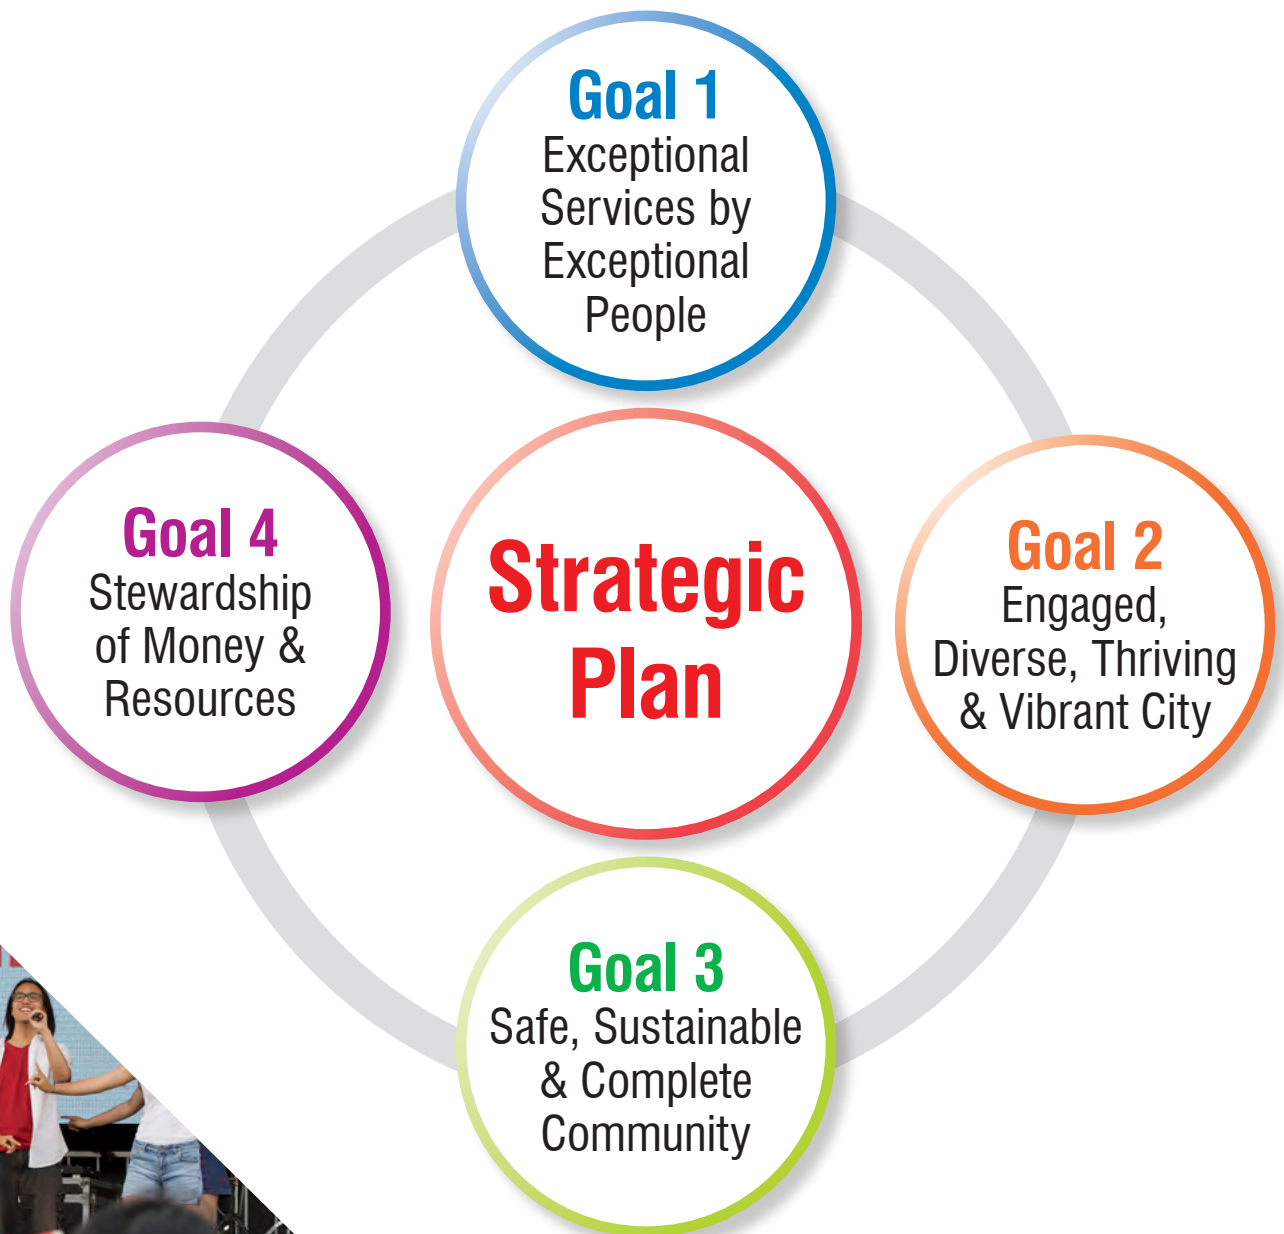 Goal 1
Exceptional
Services by
Exceptional
People
Goal 4
Stewardship
of Money &
Resources
Strategic
Plan
Goal 2
Engaged,
Diverse, Thriving
& Vibrant City
Goal 3
Safe, Sustainable
& Complete
Community